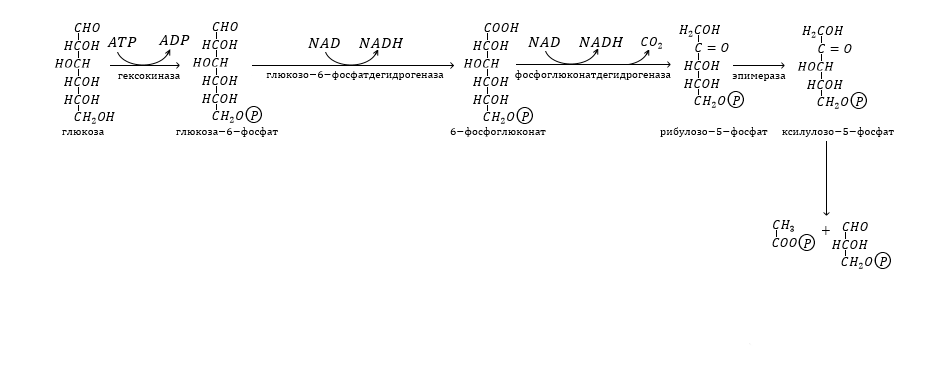 CHO
HCOH
HOCH
HCOH
HCOH
CH₂OH
глюкоза
ATP ADP
гексокиназа
CHO
HCOH
HOCH
HCOH
HCOH
CH₂O(P)
глюкоза-6-фосфат
NAD NADH
глюкозо-6-фосфатдегидрогеназа
COOH
HCOH
HOCH
HCOH
HCOH
CH₂O(P)
6-фосфоглюконат
NAD NADH CO₂
фосфоглюконатдегидрогеназа
H₂COH
C = O
HCOH
HCOH
CH₂O(P)
рибулозо-5-фосфат
эпимераза
H₂COH
C = O
HOCH
HCOH
CH₂O(P)
ксилулозо-5-фосфат
CH₃
COO(P)
+
CHO
HCOH
CH₂O(P)